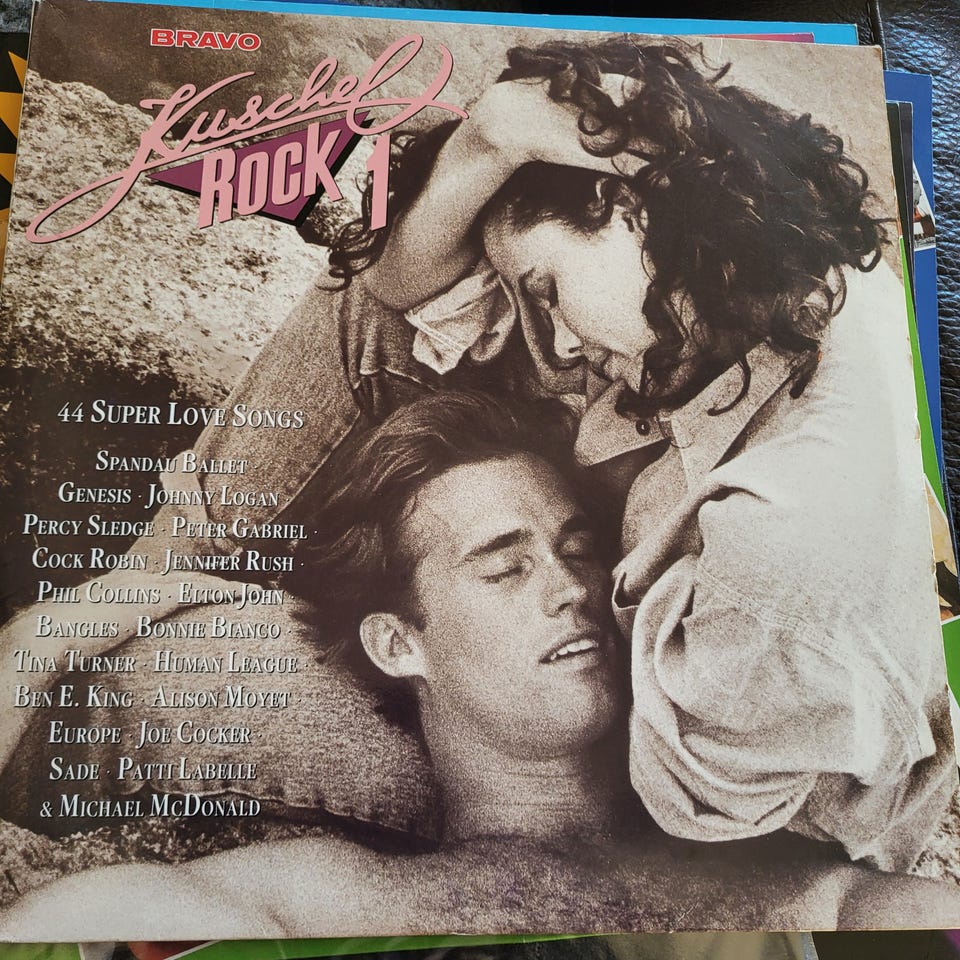 BRAVO
Kuschel
ROCK 1
44 SUPER LOVE SONGS
SPANDAU BALLET ·
GENESIS · JOHNNY LOGAN
PERCY SLEDGE · PETER GABRIEL ·
COCK ROBIN · JENNIFER RUSH ·
PHIL COLLINS · ELTON JOHN ·
BANGLES · BONNIE BIANCO ·
TINA TURNER · HUMAN LEAGUE ·
BEN E. KING · ALISON MOYET ·
EUROPE · JOE COCKER ·
SADE · PATTI LABELLE
& MICHAEL MCDONALD